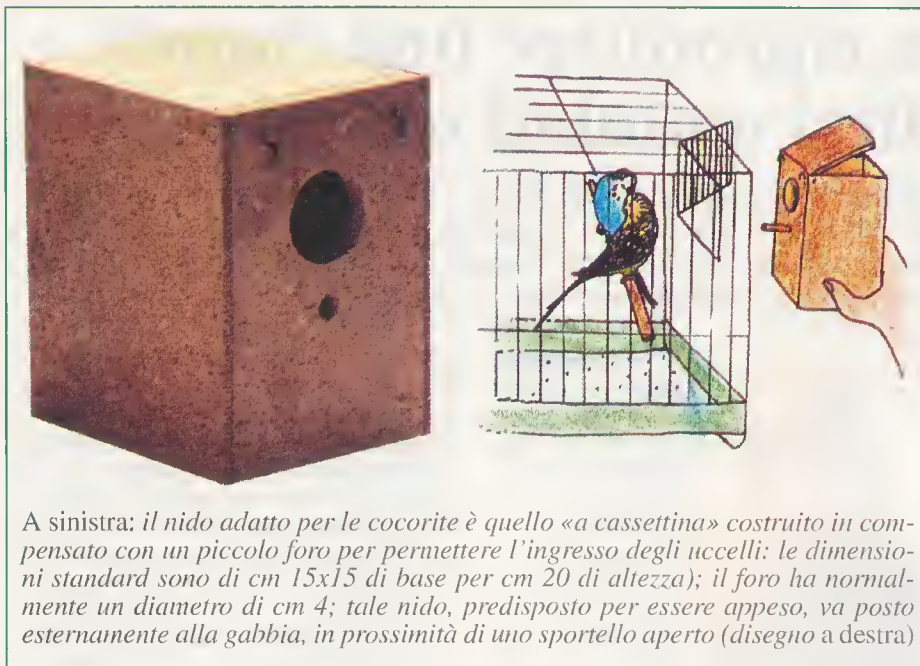 A sinistra: il nido adatto per le cocorite è quello «a cassettina» costruito in com-
pensato con un piccolo foro per permettere l'ingresso degli uccelli: le dimensio-
ni standard sono di cm 15x15 di base per cm 20 di altezza); il foro ha normal-
mente un diametro di cm 4; tale nido, predisposto per essere appeso, va posto
esternamente alla gabbia, in prossimità di uno sportello aperto (disegno a destra)